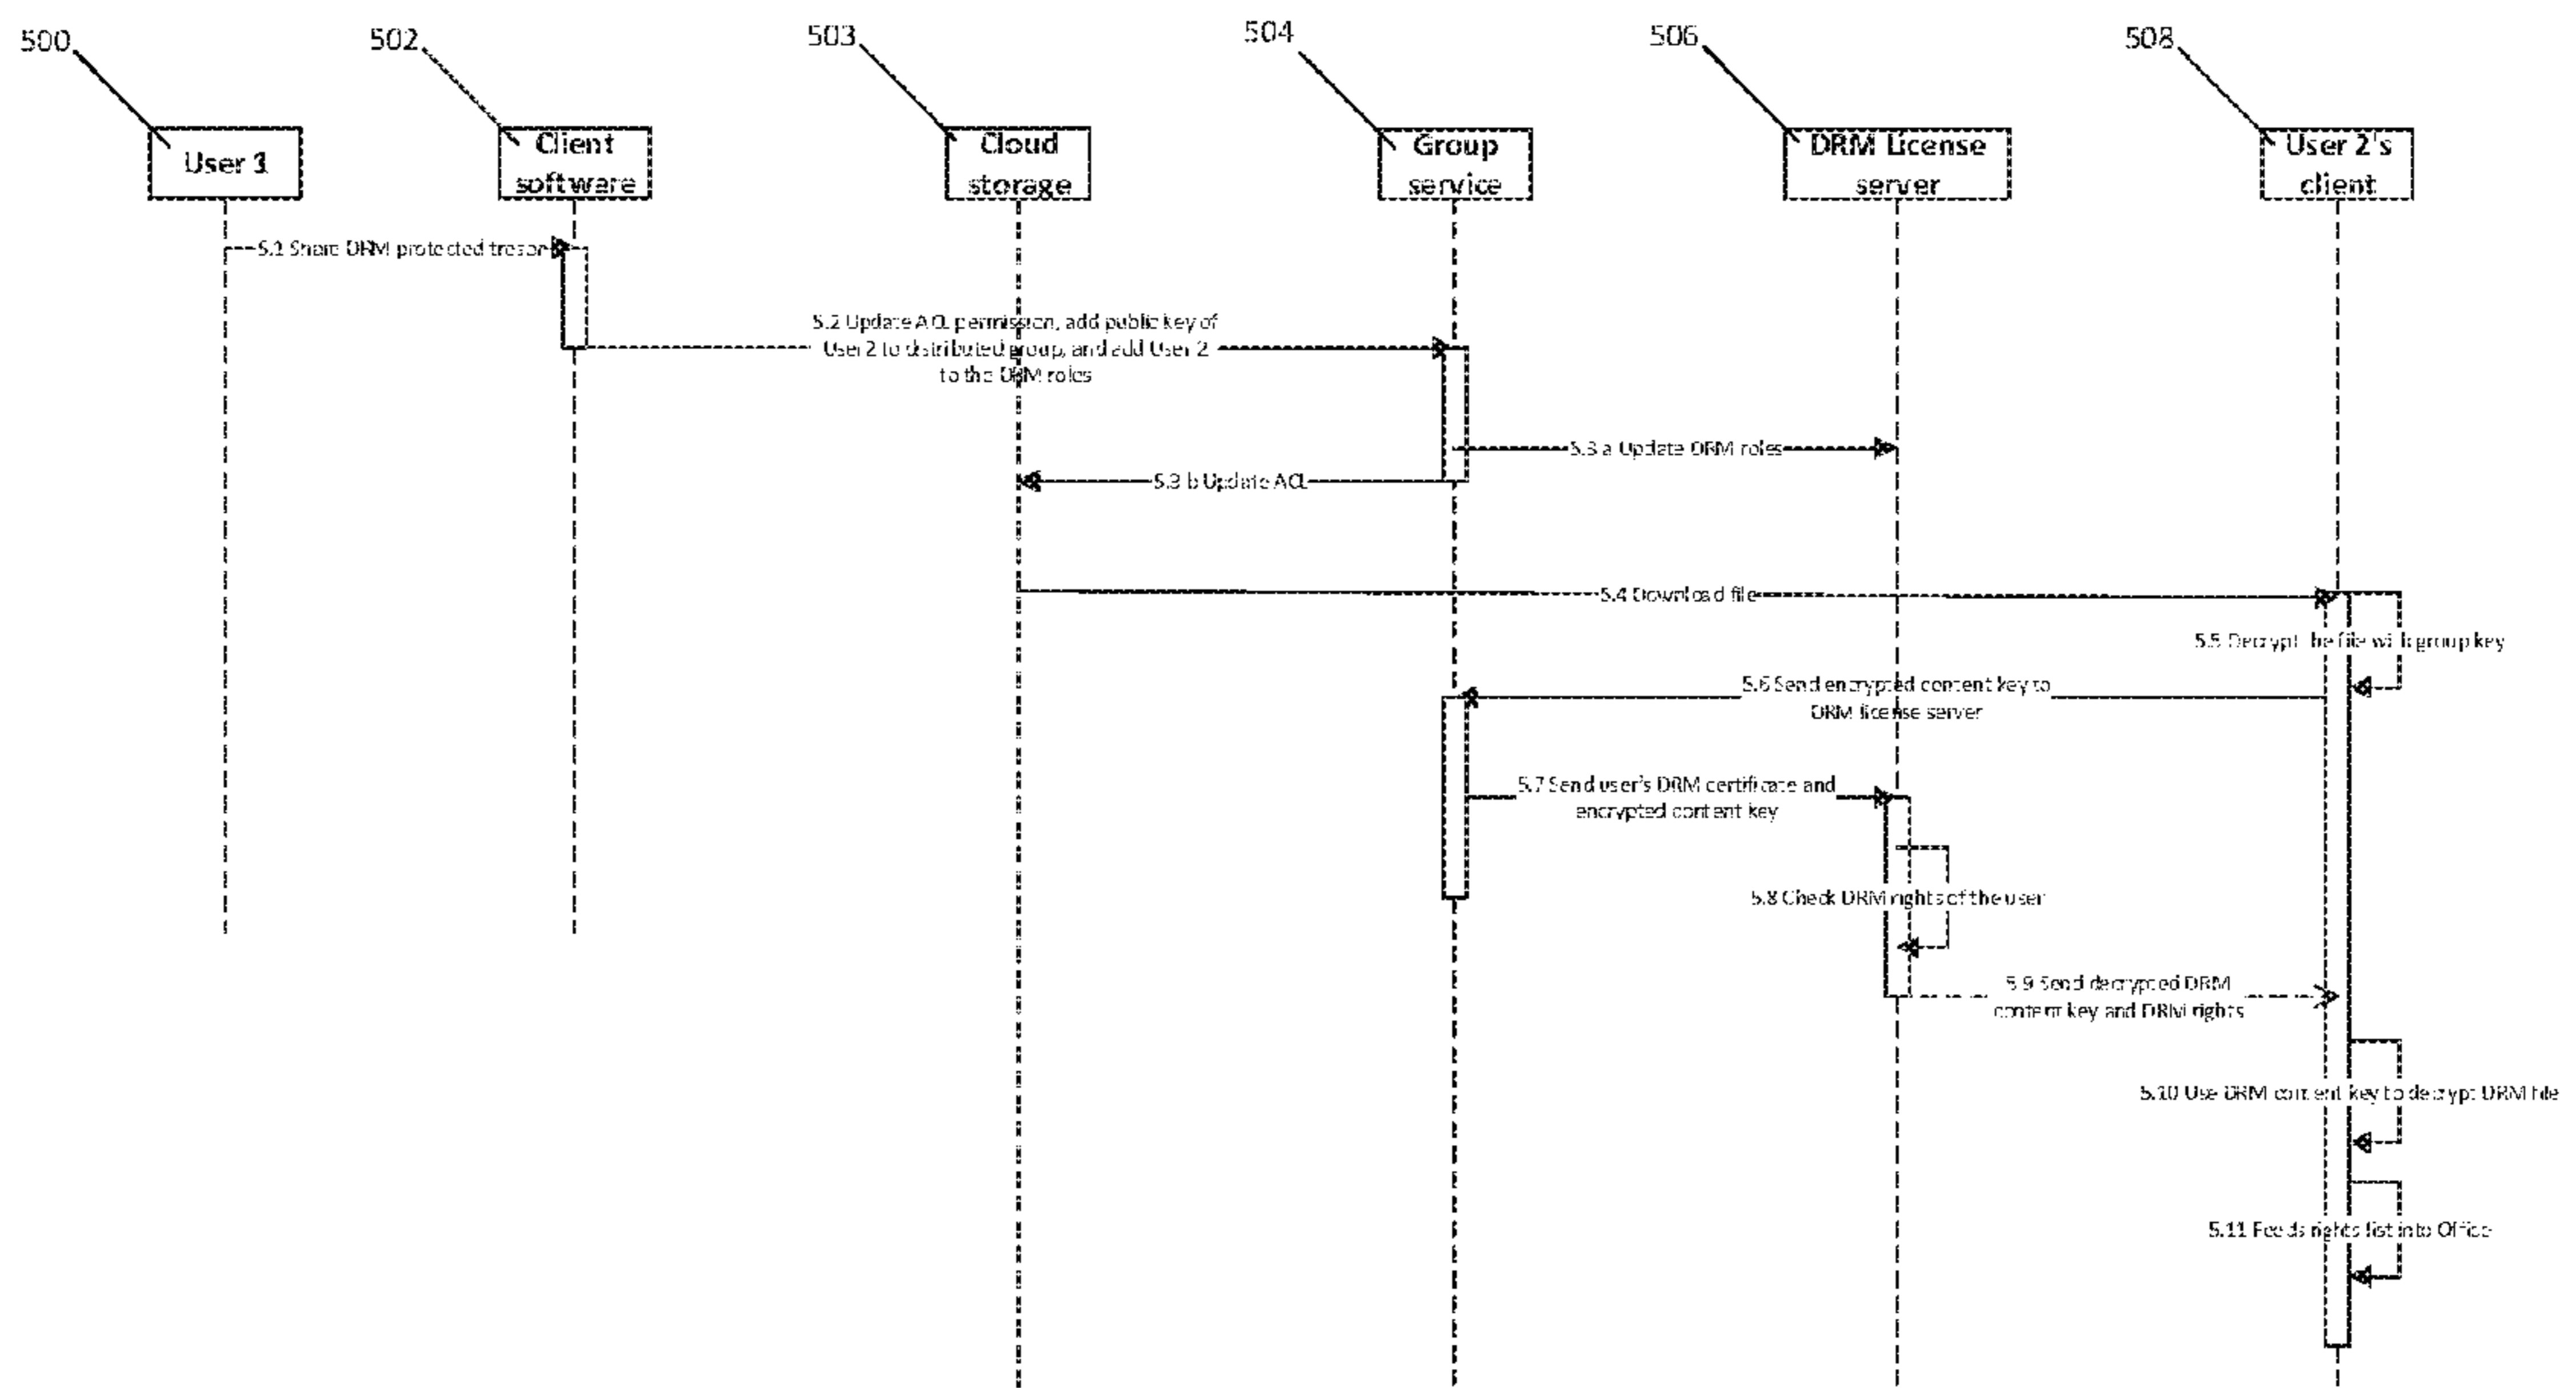 500
502
503
504
506
508
User 1
Client
software
Cloud
storage
Group
service
DRM License
server
User 2's
client
5.1 Share DRM protected tresor
5.2 Update ACL permission, add public key of
User 2 to distributed group, and add User 2
to the DRM roles
5.3 a Update DRM roles
5.3 b Update ACL
5.4 Download file
5.5 Decrypt the file with group key
5.6 Send encrypted content key to
DRM license server
5.7 Send user's DRM certificate and
encrypted content key
5.8 Check DRM rights of the user
5.9 Send decrypted DRM
content key and DRM rights
5.10 Use DRM content key to decrypt DRM file
5.11 Feeds rights list into Office